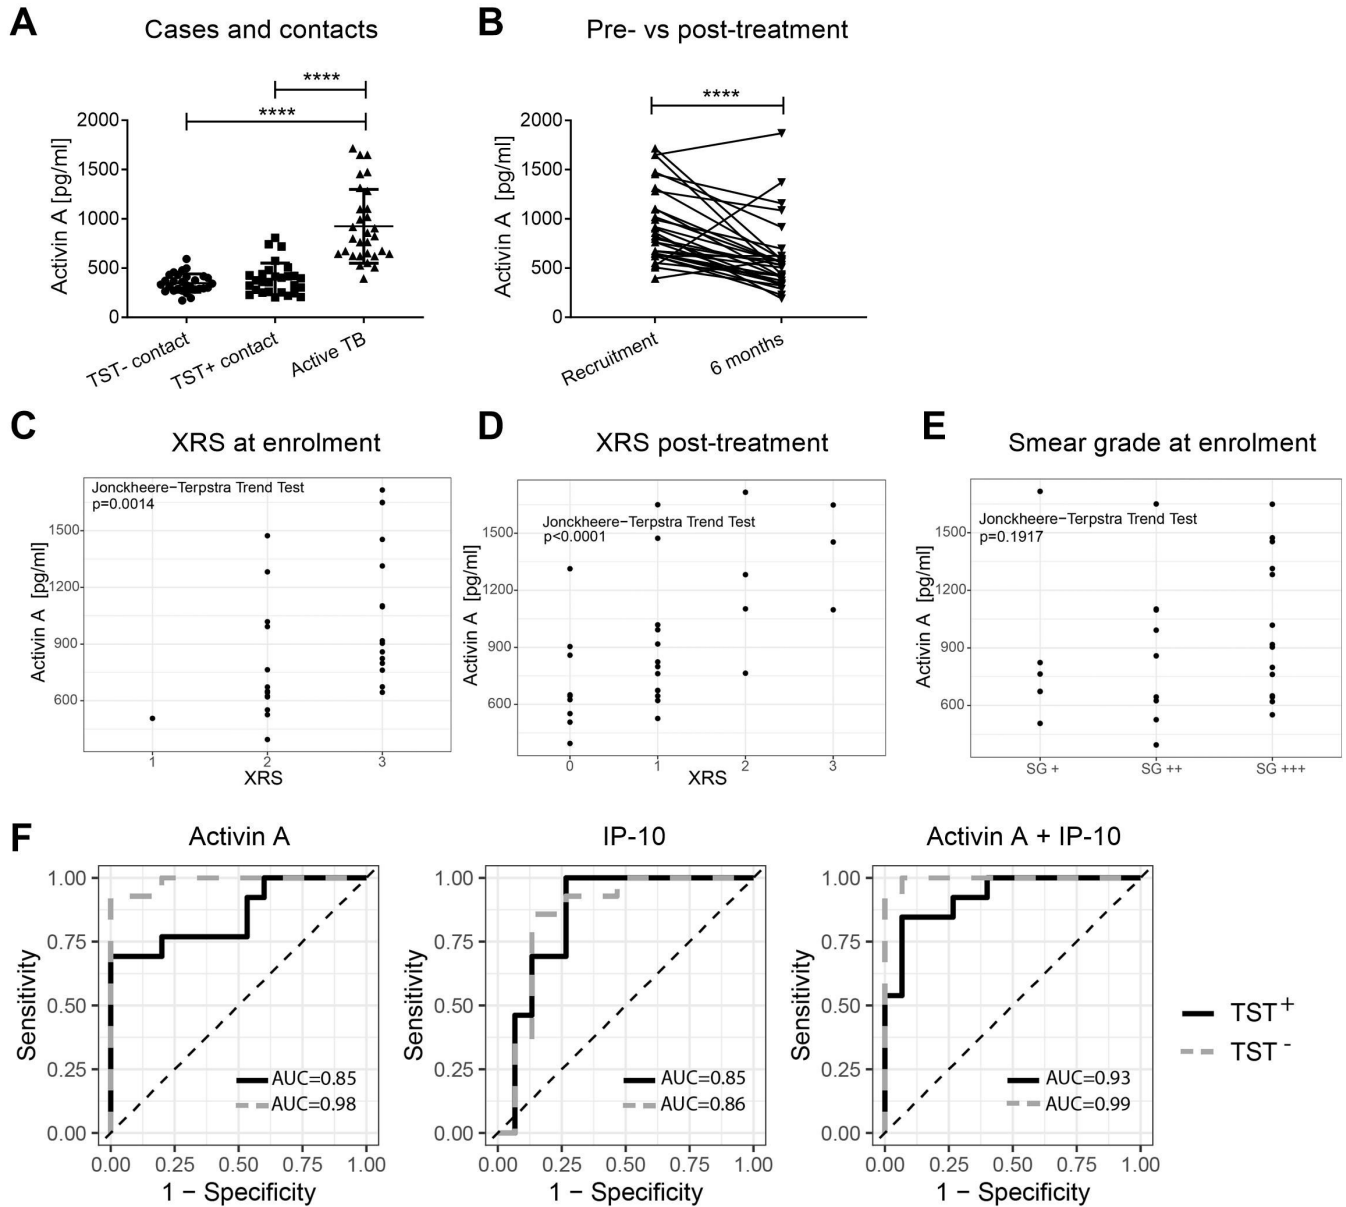 A Cases and contacts
****
****
Activin A [pg/ml]
2000
1500
1000
500
0
TST- contact
TST+ contact
Active TB
B Pre- vs post-treatment
****
Activin A [pg/ml]
2000
1500
1000
500
0
Recruitment
6 months
C XRS at enrolment
Jonckheere−Terpstra Trend Test
p=0.0014
Activin A [pg/ml]
1500
1200
900
600
1 2 3
XRS
D XRS post-treatment
Jonckheere−Terpstra Trend Test
p<0.0001
Activin A [pg/ml]
1500
1200
900
600
0 1 2 3
XRS
E Smear grade at enrolment
Jonckheere−Terpstra Trend Test
p=0.1917
Activin A [pg/ml]
1500
1200
900
600
SG + SG ++ SG +++
F
Activin A
Sensitivity
1.00
0.75
0.50
0.25
0.00
AUC=0.85
AUC=0.98
0.00 0.25 0.50 0.75 1.00
1 − Specificity
IP-10
Sensitivity
1.00
0.75
0.50
0.25
0.00
AUC=0.85
AUC=0.86
0.00 0.25 0.50 0.75 1.00
1 − Specificity
Activin A + IP-10
Sensitivity
1.00
0.75
0.50
0.25
0.00
AUC=0.93
AUC=0.99
0.00 0.25 0.50 0.75 1.00
1 − Specificity
TST+
TST-